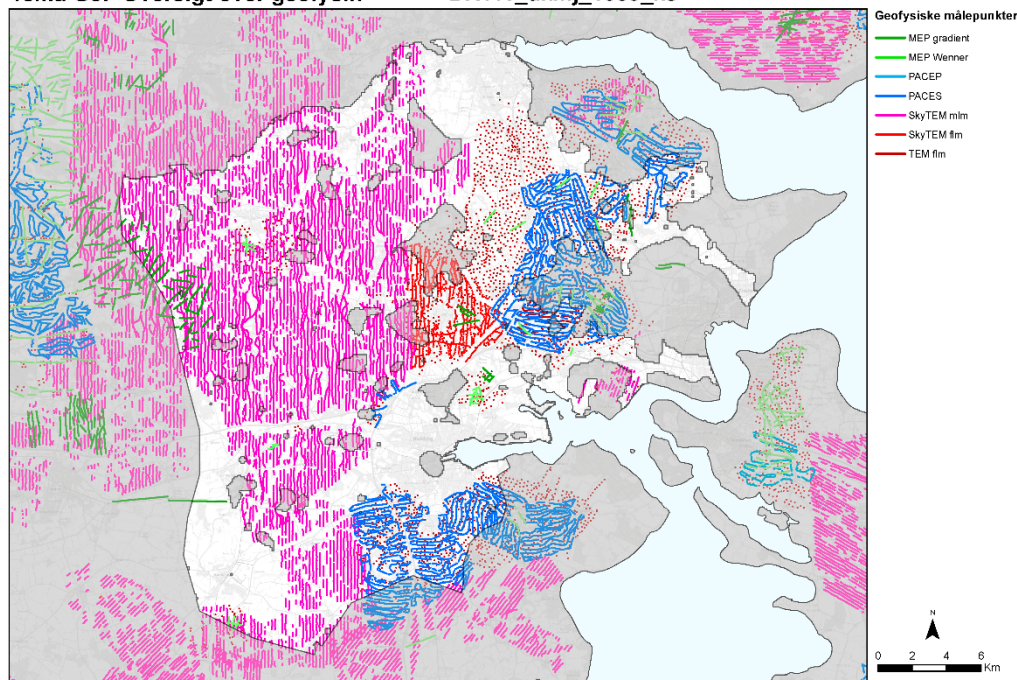 Geofysiske målepunkter
MEP gradient
MEP Wenner
PACEP
PACES
SkyTEM mlm
SkyTEM flm
TEM flm
N
0 2 4 6
Km